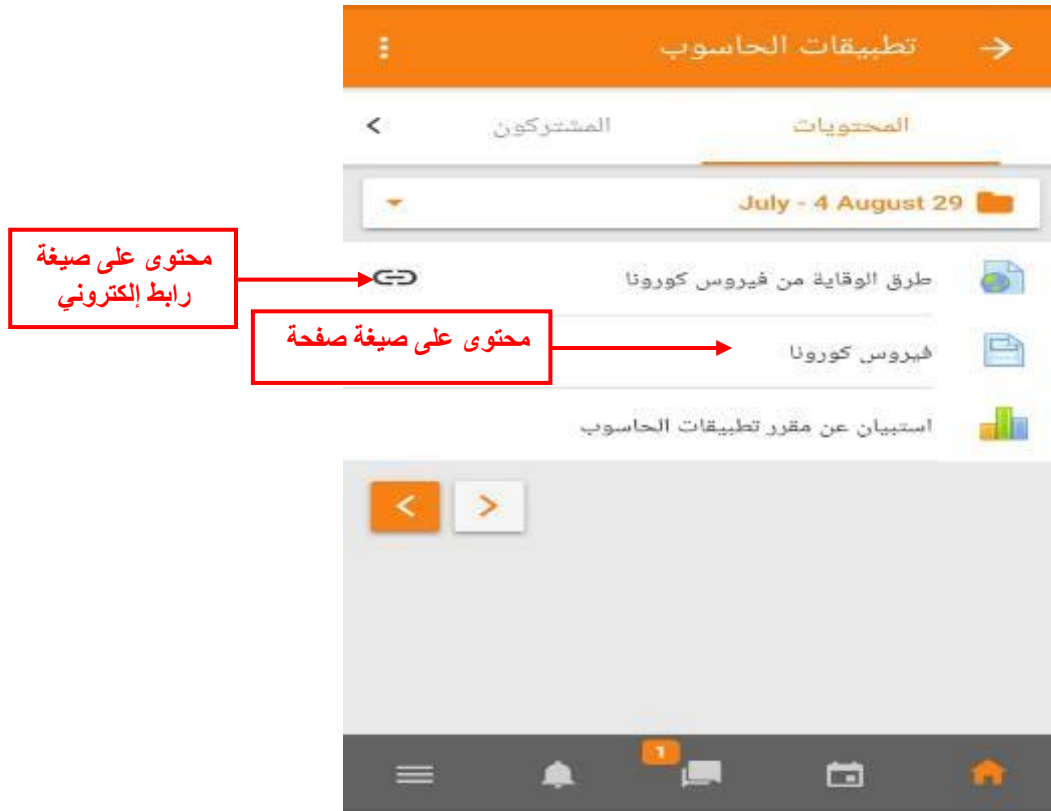 تطبيقات الحاسوب
المحتويات
المشتركون
29 July - 4 August
طرق الوقاية من فيروس كورونا
محتوى على صيغة
رابط إلكتروني
فيروس كورونا
محتوى على صيغة صفحة
استبيان عن مقرر تطبيقات الحاسوب
1